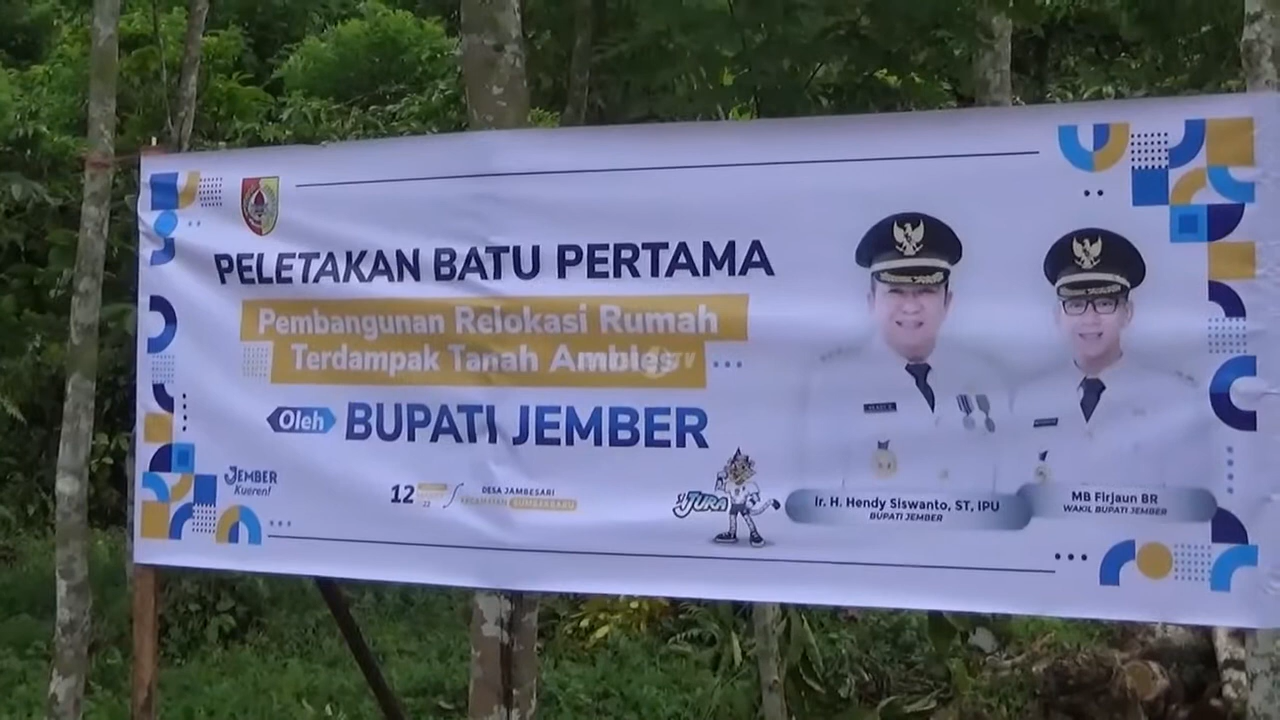 PELETAKAN BATU PERTAMA
Pembangunan Relokasi Rumah
Terdampak Tanah Ambles
Oleh BUPATI JEMBER
JEMBER
Kueren!
12
22
DESA JAMBESARI
KECAMATAN SUMBERBARU
JURA
Ir. H. Hendy Siswanto, ST, IPU
BUPATI JEMBER
MB Firjaun BR
WAKIL BUPATI JEMBER